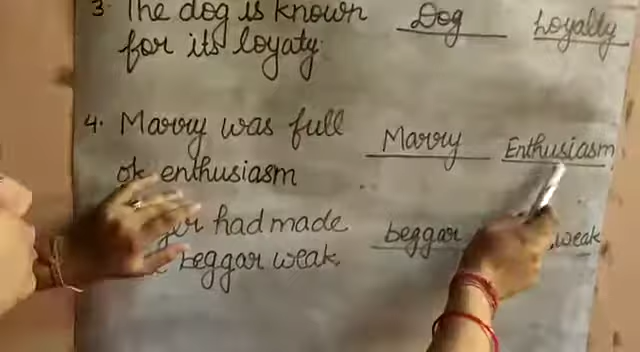 3. The dog is known Dog Loyalty
for its loyaty.
4. Marry was full Marry Enthusiasm
of enthusiasm
had made beggar weak
beggar weak.